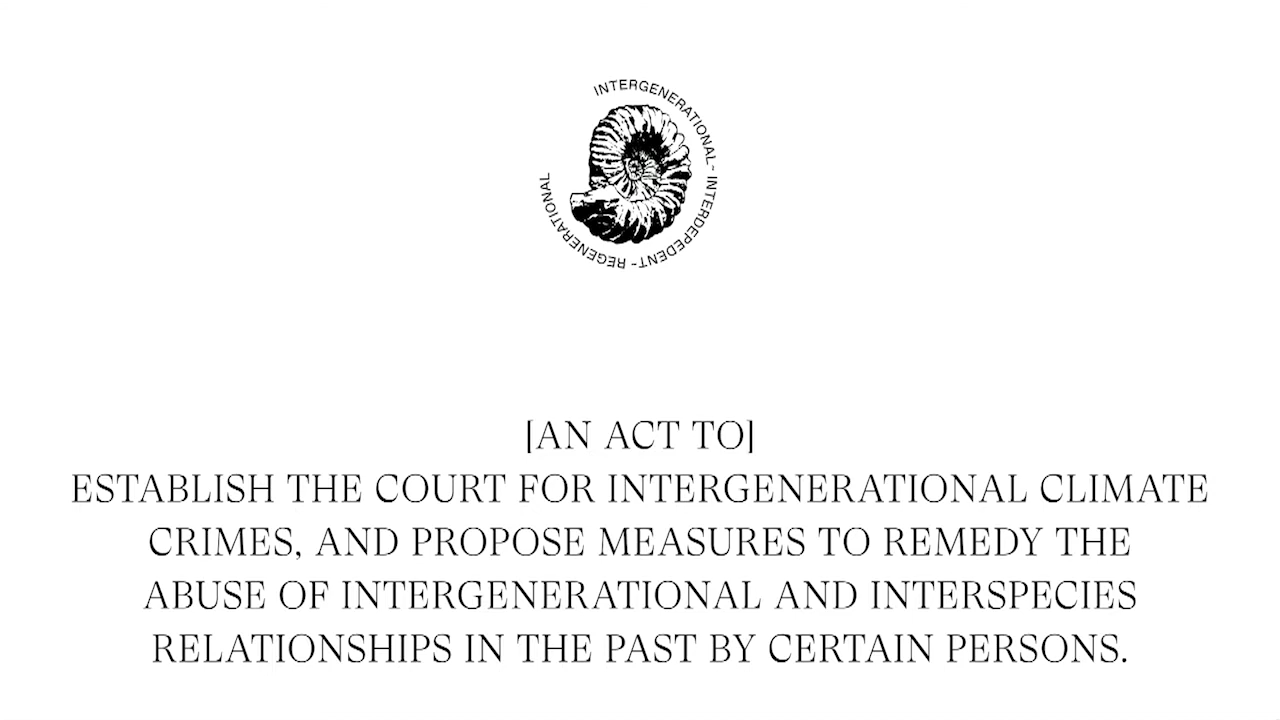 INTERGENERATIONAL~ INTERDEPEDENT~ REGENERATIONAL
[AN ACT TO]
ESTABLISH THE COURT FOR INTERGENERATIONAL CLIMATE
CRIMES, AND PROPOSE MEASURES TO REMEDY THE
ABUSE OF INTERGENERATIONAL AND INTERSPECIES
RELATIONSHIPS IN THE PAST BY CERTAIN PERSONS.